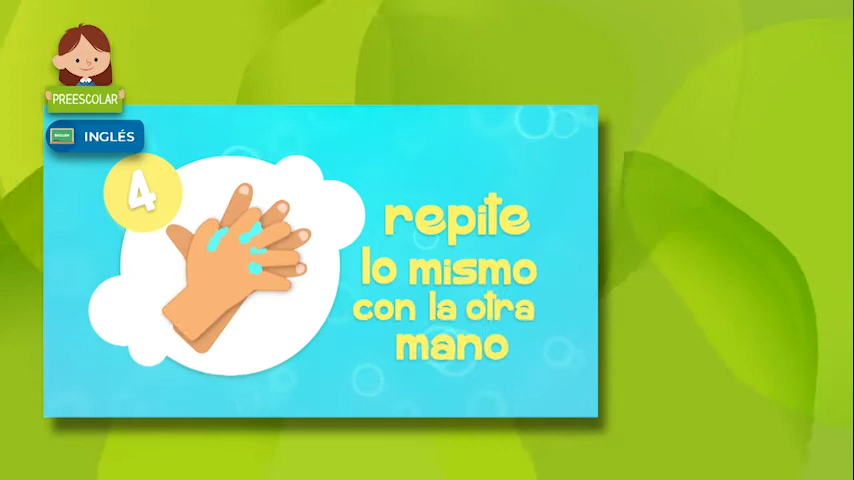 PREESCOLAR
INGLÉS
4
repite
lo mismo
con la otra
mano